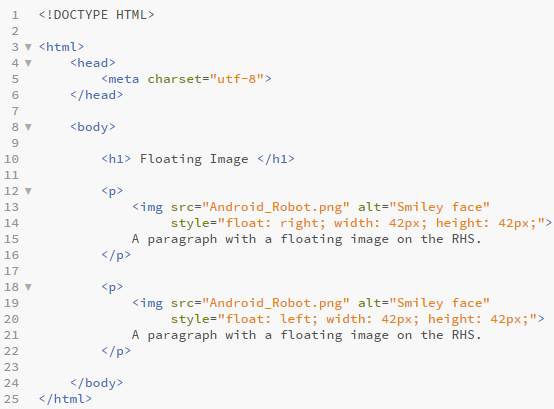 1 <!DOCTYPE HTML>
2
3 ▼ <html>
4 ▼     <head>
5         <meta charset="utf-8">
6     </head>
7
8 ▼     <body>
9
10         <h1> Floating Image </h1>
11
12 ▼         <p>
13             <img src="Android_Robot.png" alt="Smiley face"
14                  style="float: right; width: 42px; height: 42px;">
15             A paragraph with a floating image on the RHS.
16         </p>
17
18 ▼         <p>
19             <img src="Android_Robot.png" alt="Smiley face"
20                  style="float: left; width: 42px; height: 42px;">
21             A paragraph with a floating image on the RHS.
22         </p>
23
24     </body>
25 </html>